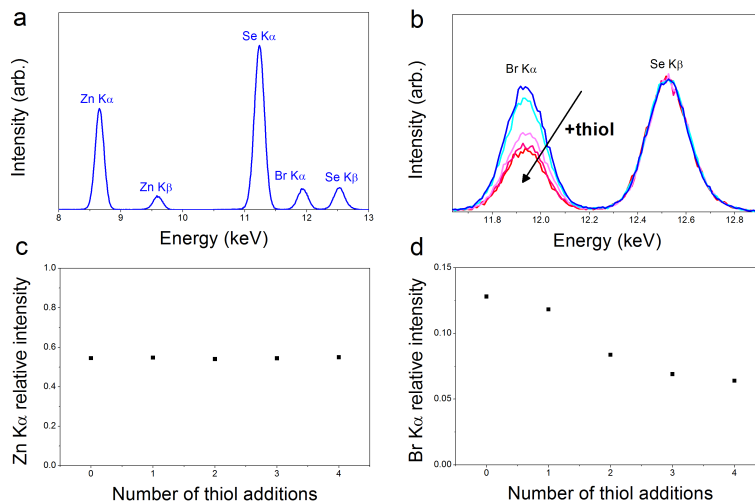 a
Se Kα
Zn Kα
Zn Kβ
Br Kα
Se Kβ
Intensity (arb.)
8 9 10 11 12 13
Energy (keV)
b
Br Kα
Se Kβ
+thiol
Intensity (arb.)
11.8 12.0 12.2 12.4 12.6 12.8
Energy (keV)
c
1.0
0.8
0.6
0.4
0.2
0.0
Zn Kα relative intensity
0 1 2 3 4
Number of thiol additions
d
0.15
0.10
0.05
0.00
Br Kα relative intensity
0 1 2 3 4
Number of thiol additions